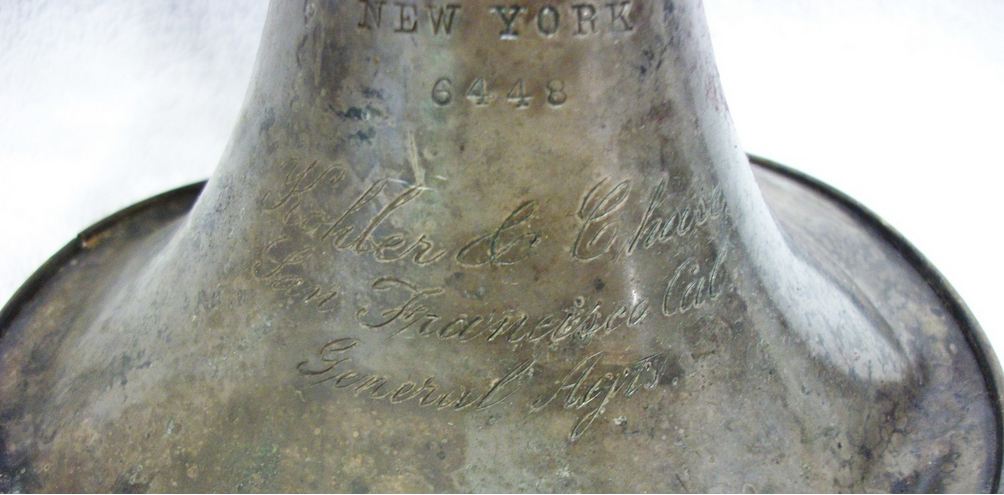 NEW YORK
6448
Kohler & Chase
San Francisco Cal.
General Agts.